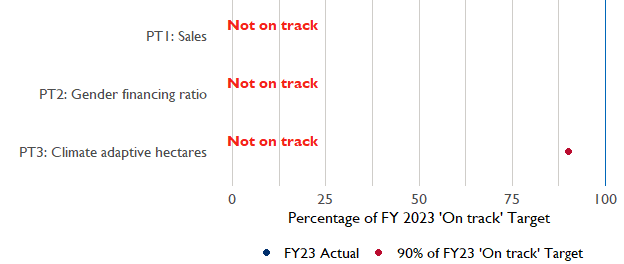 Not on track
PT1: Sales
Not on track
PT2: Gender financing ratio
Not on track
PT3: Climate adaptive hectares
0 25 50 75 100
Percentage of FY 2023 'On track' Target
FY23 Actual 90% of FY23 'On track' Target